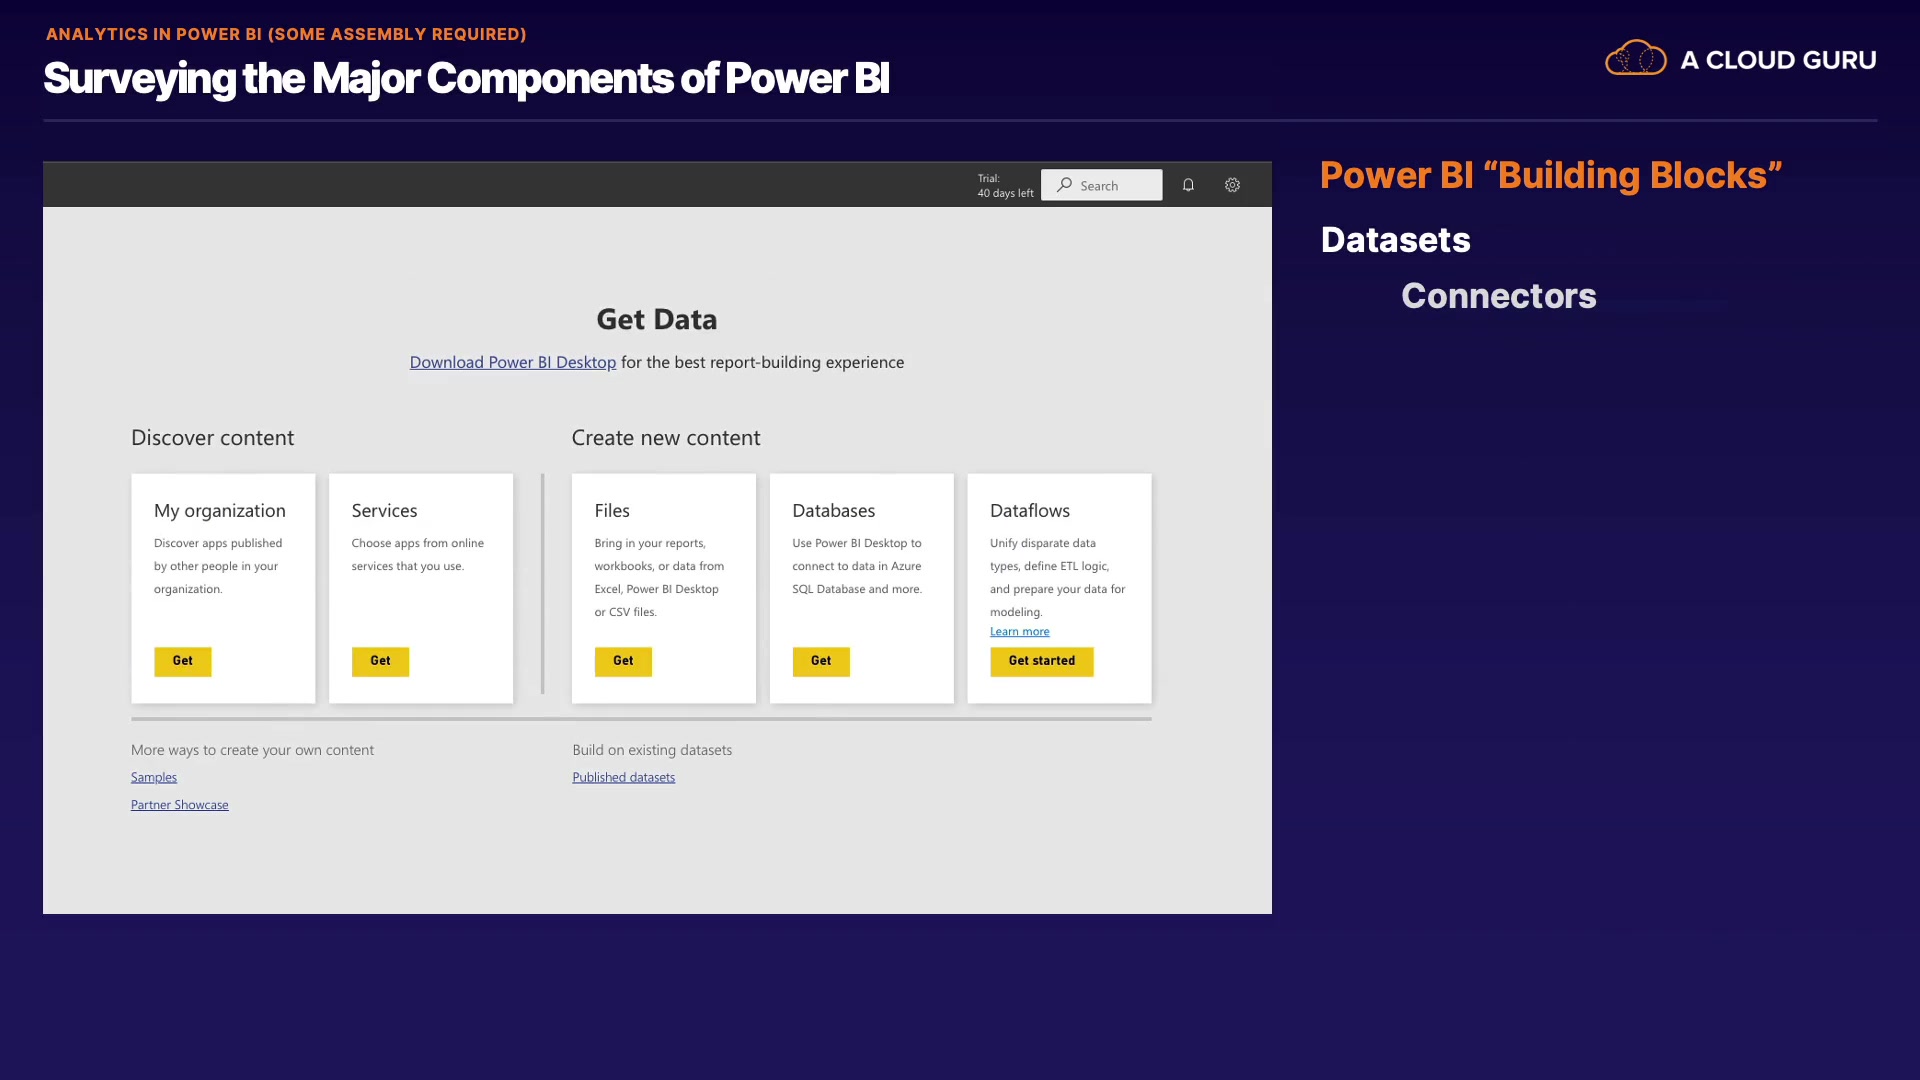 ANALYTICS IN POWER BI (SOME ASSEMBLY REQUIRED)
Surveying the Major Components of Power BI
A CLOUD GURU
Trial:
40 days left
Search
Get Data
Download Power BI Desktop for the best report-building experience
Discover content
My organization
Discover apps published
by other people in your
organization.
Get
Services
Choose apps from online
services that you use.
Get
Create new content
Files
Bring in your reports,
workbooks, or data from
Excel, Power BI Desktop
or CSV files.
Get
Databases
Use Power BI Desktop to
connect to data in Azure
SQL Database and more.
Get
Dataflows
Unify disparate data
types, define ETL logic,
and prepare your data for
modeling.
Learn more
Get started
More ways to create your own content
Samples
Partner Showcase
Build on existing datasets
Published datasets
Power BI “Building Blocks”
Datasets
Connectors